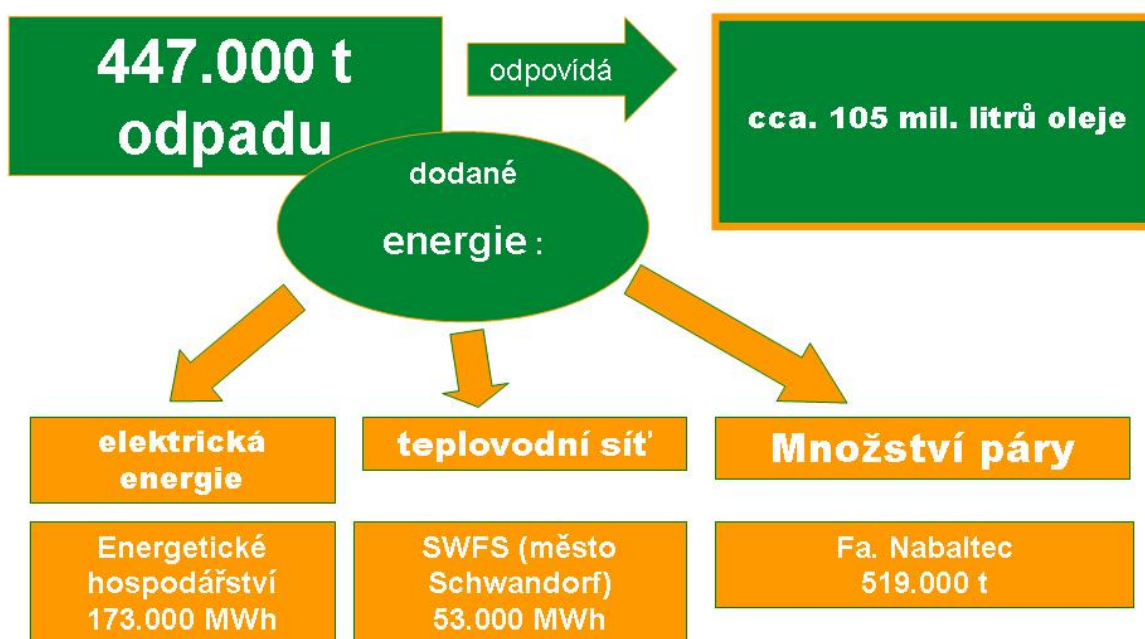 447.000 t
odpadu
odpovídá
cca. 105 mil. litrů oleje
dodané
energie :
elektrická
energie
teplovodní síť
Množství páry
Energetické
hospodářství
173.000 MWh
SWFS (město
Schwandorf)
53.000 MWh
Fa. Nabaltec
519.000 t